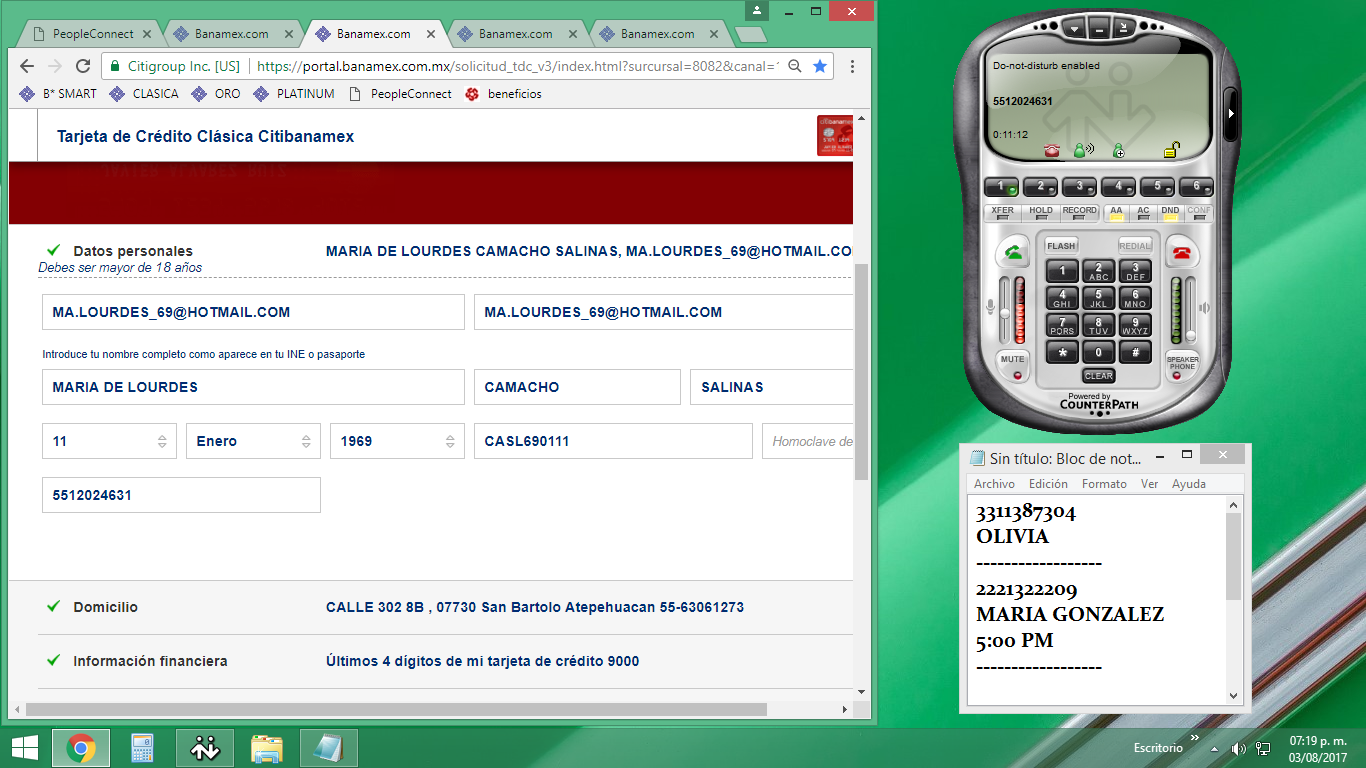 PeopleConnect
Banamex.com
Banamex.com
Banamex.com
Banamex.com
Citigroup Inc. [US]
https://portal.banamex.com.mx/solicitud_tdc_v3/index.html?sursursal=8082&canal=
B* SMART
CLASICA
ORO
PLATINUM
PeopleConnect
beneficios
Tarjeta de Crédito Clásica Citibanamex
Datos personales
MARIA DE LOURDES CAMACHO SALINAS, MA.LOURDES_69@HOTMAIL.CO
Debes ser mayor de 18 años
MA.LOURDES_69@HOTMAIL.COM
MA.LOURDES_69@HOTMAIL.COM
Introduce tu nombre completo como aparece en tu INE o pasaporte
MARIA DE LOURDES
CAMACHO
SALINAS
11
Enero
1969
CASL690111
Homoclave de
5512024631
Domicilio
CALLE 302 8B , 07730 San Bartolo Atepehuacan 55-63061273
Información financiera
Últimos 4 dígitos de mi tarjeta de crédito 9000
Do-not-disturb enabled
5512024631
0:11:12
1 2 3 4 5 6
XFER HOLD RECORD AA AC DND CONF
FLASH REDIAL
1 2 ABC 3 DEF
4 GHI 5 JKL 6 MNO
7 PQRS 8 TUV 9 WXYZ
* 0 #
MUTE
SPEAKER PHONE
CLEAR
Powered by
COUNTERPATH
Sin título: Bloc de not...
Archivo Edición Formato Ver Ayuda
3311387304
OLIVIA
------------------
2221322209
MARIA GONZALEZ
5:00 PM
------------------
Escritorio
07:19 p. m.
03/08/2017